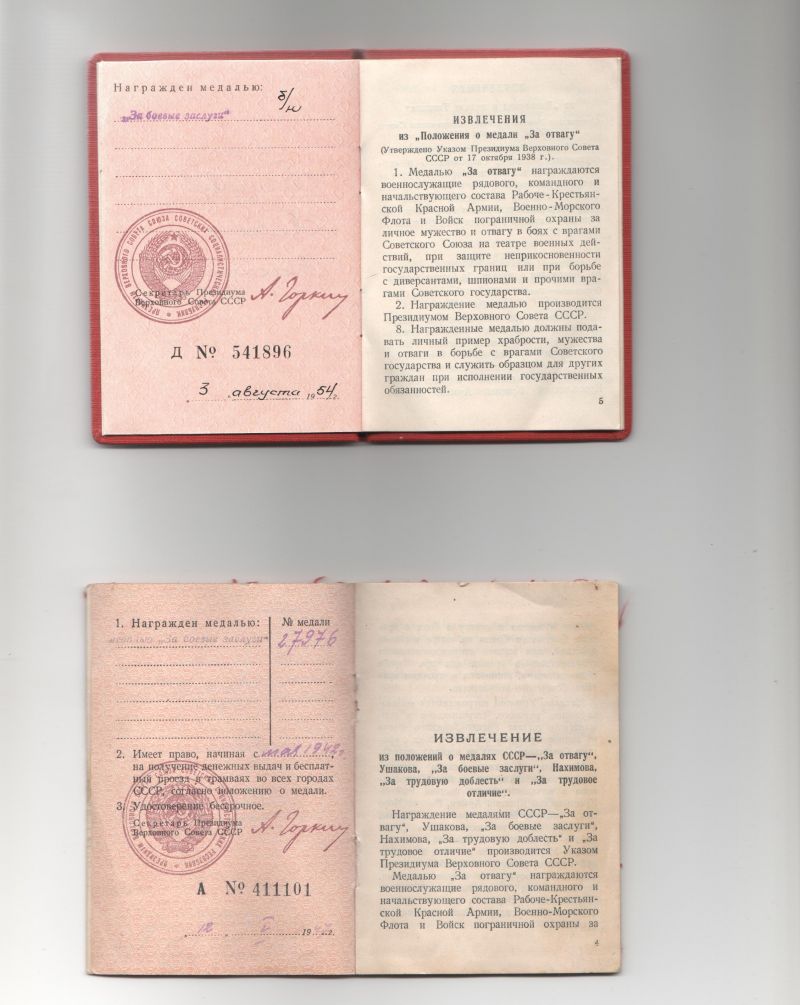 Награжден медалью:
б/н
„За боевые заслуги“
ПРЕЗИДИУМ ВЕРХОВНОГО СОВЕТА СОЮЗА СОВЕТСКИХ СОЦИАЛИСТИЧЕСКИХ РЕСПУБЛИК
Секретарь Президиума
Верховного Совета СССР
А. Горкин
Д № 541896
3 августа 1954 г.
ИЗВЛЕЧЕНИЯ
из „Положения о медали „За отвагу“
(Утверждено Указом Президиума Верховного Совета
СССР от 17 октября 1938 г.).
1. Медалью „За отвагу“ награждаются
военнослужащие рядового, командного и
начальствующего состава Рабоче-Крестьян-
ской Красной Армии, Военно-Морского
Флота и Войск пограничной охраны за
личное мужество и отвагу в боях с врагами
Советского Союза на театре военных дей-
ствий, при защите неприкосновенности
государственных границ или при борьбе
с диверсантами, шпионами и прочими вра-
гами Советского государства.
2. Награждение медалью производится
Президиумом Верховного Совета СССР.
8. Награжденные медалью должны пода-
вать личный пример храбрости, мужества
и отваги в борьбе с врагами Советского
государства и служить образцом для других
граждан при исполнении государственных
обязанностей.
5
1. Награжден медалью:
№ медали
медалью „За боевые заслуги“
27976
2. Имеет право, начиная с мая 1942 г.
на получение денежных выдач и бесплат-
ный проезд в трамваях во всех городах
СССР, согласно положению о медали.
3. Удостоверение бессрочное.
Секретарь Президиума
Верховного Совета СССР
А. Горкин
А № 411101
12 19 г.
ИЗВЛЕЧЕНИЕ
из положений о медалях СССР—„За отвагу“,
Ушакова, „За боевые заслуги“, Нахимова,
„За трудовую доблесть“ и „За трудовое
отличие“.
Награждение медалями СССР—„За от-
вагу“, Ушакова, „За боевые заслуги“,
Нахимова, „За трудовую доблесть“ и „За
трудовое отличие“ производится Указом
Президиума Верховного Совета СССР.
Медалью „За отвагу“ награждаются
военнослужащие рядового, командного и
начальствующего состава Рабоче-Крестьян-
ской Красной Армии, Военно-Морского
Флота и Войск пограничной охраны за
4